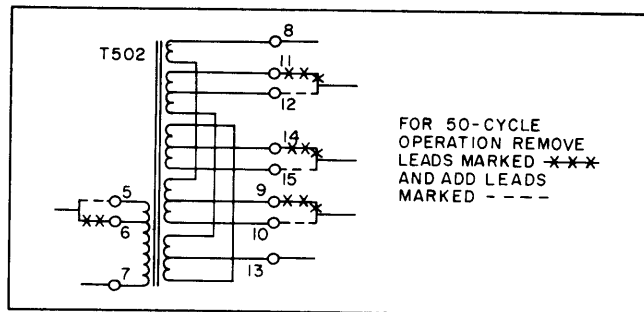 T502
8
11
12
14
15
9
10
13
5
6
7
FOR 50-CYCLE
OPERATION REMOVE
LEADS MARKED ×××
AND ADD LEADS
MARKED ----